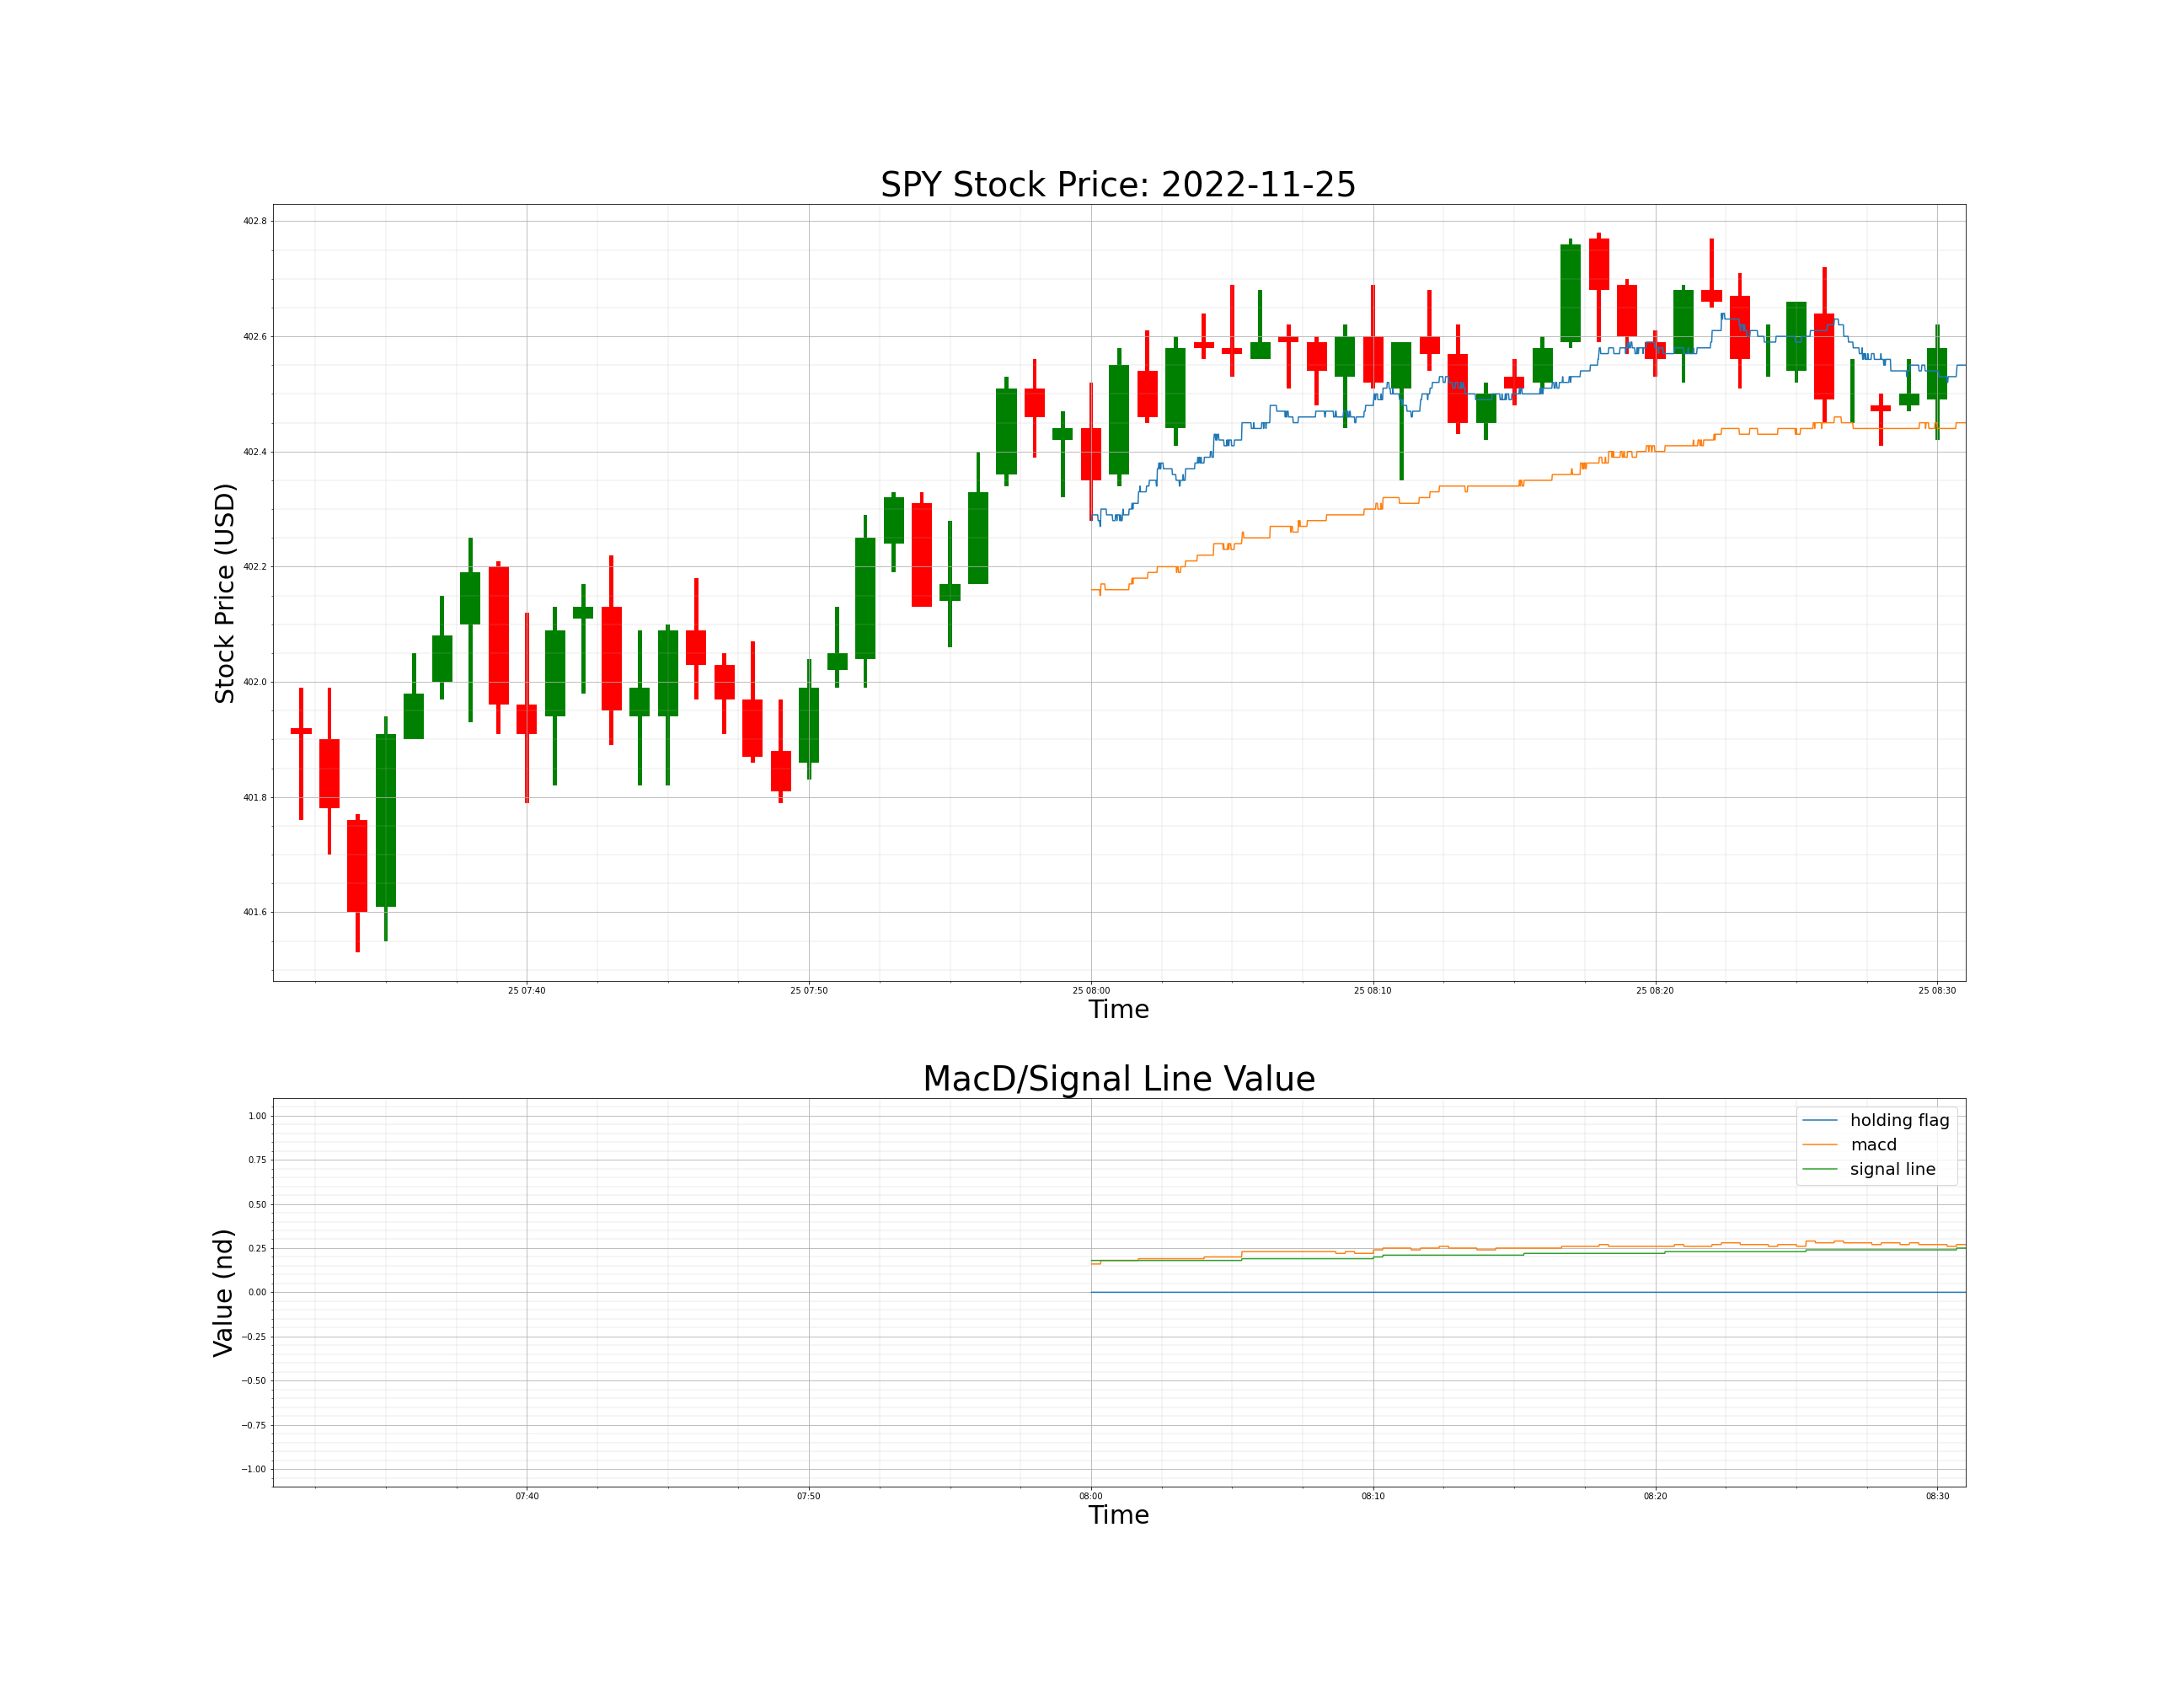 SPY Stock Price: 2022-11-25
Stock Price (USD)
402.8
402.6
402.4
402.2
402.0
401.8
401.6
25 07:40 25 07:50 25 08:00 25 08:10 25 08:20 25 08:30
Time
MacD/Signal Line Value
Value (nd)
1.00
0.75
0.50
0.25
0.00
−0.25
−0.50
−0.75
−1.00
holding flag
macd
signal line
07:40 07:50 08:00 08:10 08:20 08:30
Time